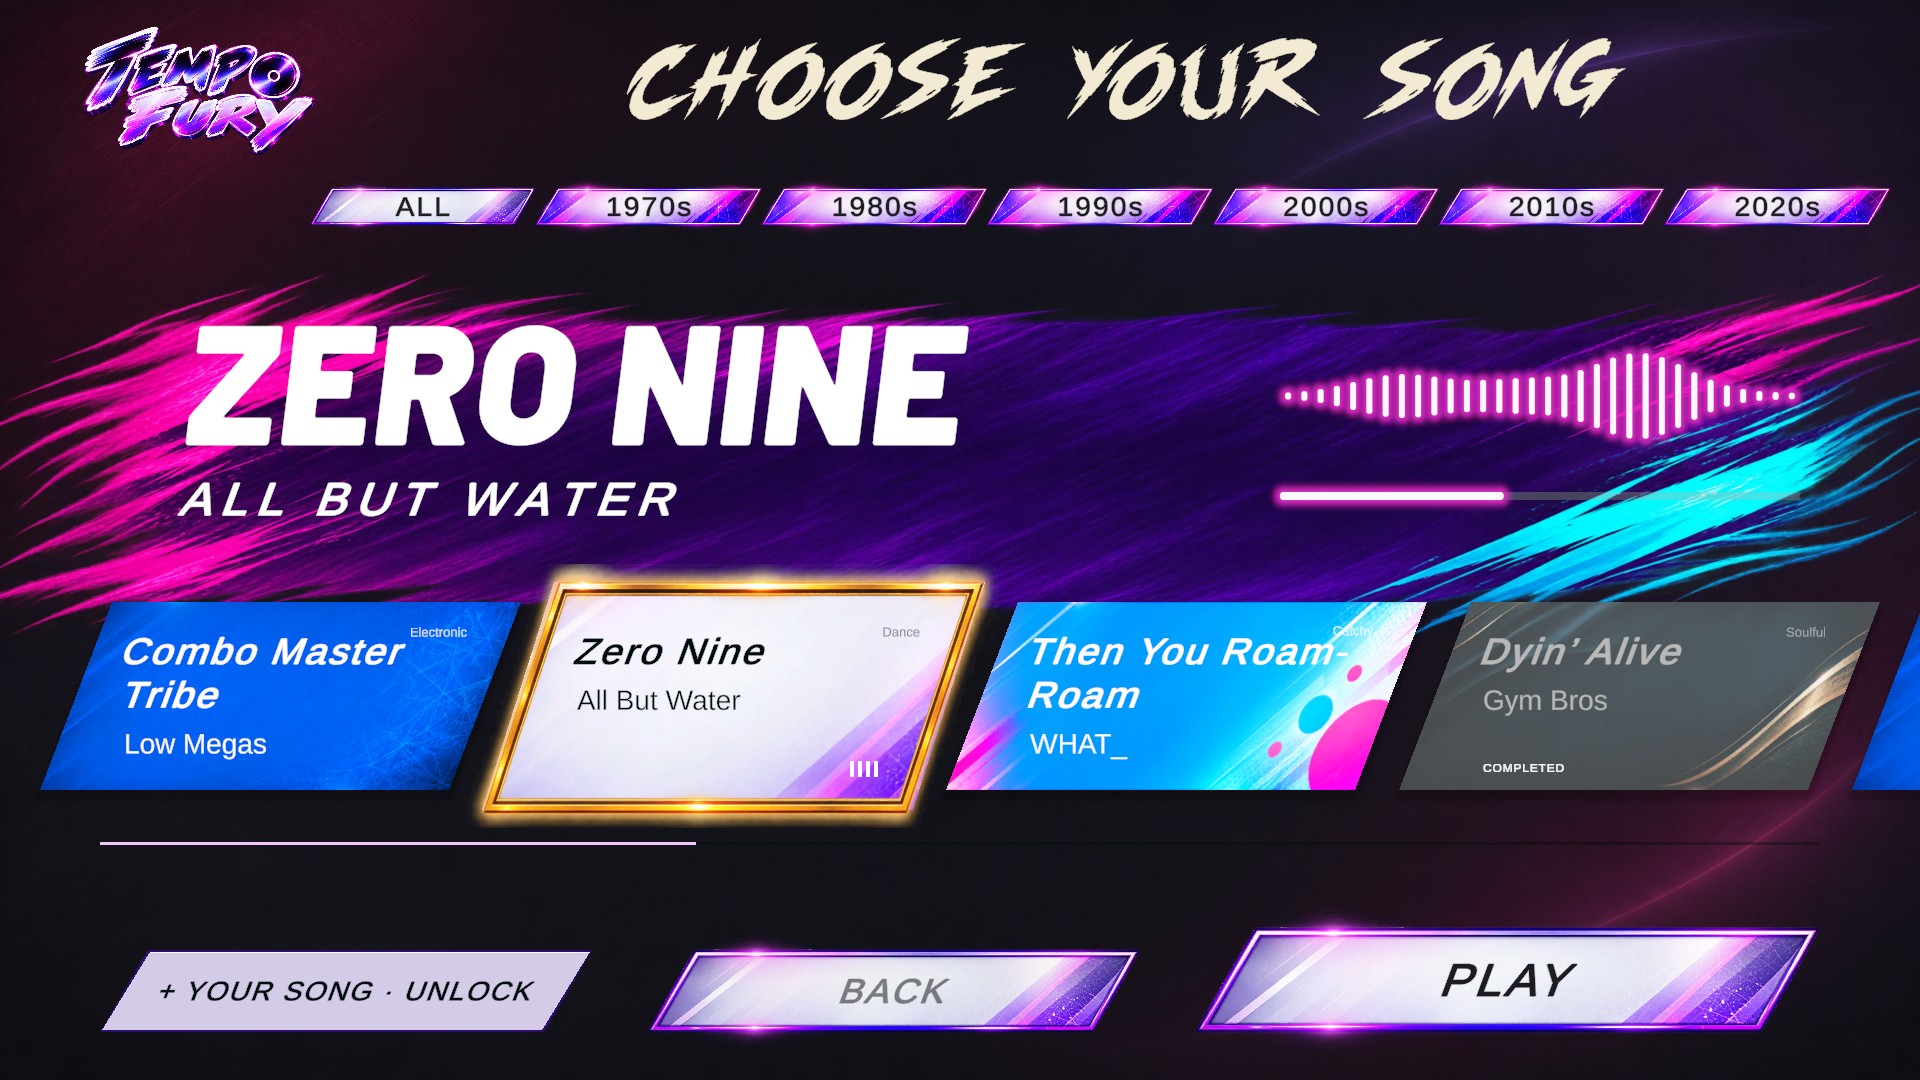 TEMPO
FURY
CHOOSE YOUR SONG
ALL
1970s
1980s
1990s
2000s
2010s
2020s
ZERO NINE
ALL BUT WATER
Electronic
Combo Master
Tribe
Low Megas
Dance
Zero Nine
All But Water
Catchy
Then You Roam-
Roam
WHAT_
Soulful
Dyin’ Alive
Gym Bros
COMPLETED
+ YOUR SONG · UNLOCK
BACK
PLAY